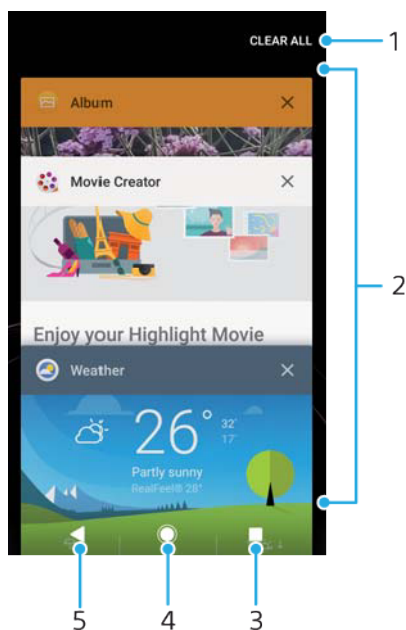 CLEAR ALL
1
Album
Movie Creator
2
Enjoy your Highlight Movie
Weather
26°
32°
17°
Partly sunny
RealFeel® 28°
5
4
3